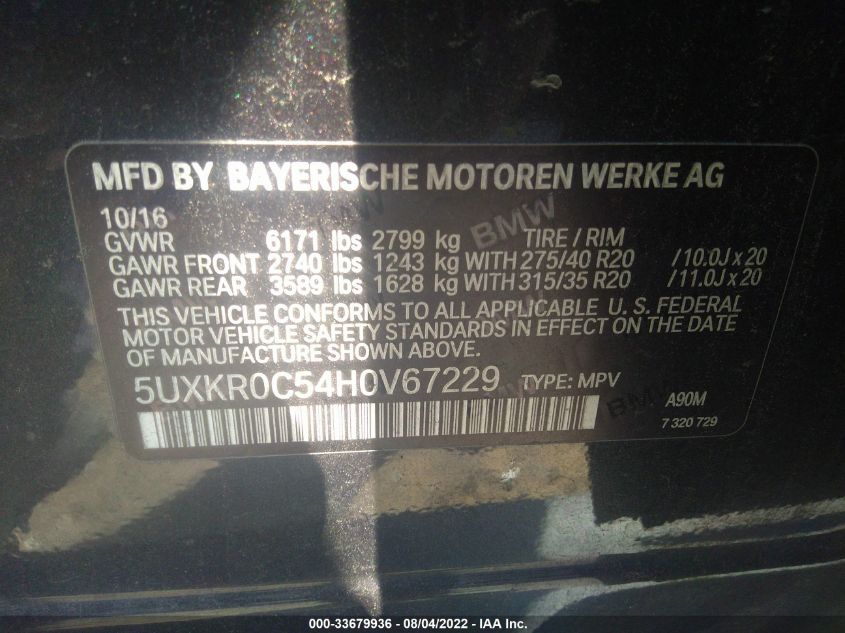 MFD BY BAYERISCHE MOTOREN WERKE AG
10/16
GVWR 6171 lbs 2799 kg TIRE / RIM
GAWR FRONT 2740 lbs 1243 kg WITH 275/40 R20 /10.0J x 20
GAWR REAR 3589 lbs 1628 kg WITH 315/35 R20 /11.0J x 20
THIS VEHICLE CONFORMS TO ALL APPLICABLE U. S. FEDERAL
MOTOR VEHICLE SAFETY STANDARDS IN EFFECT ON THE DATE
OF MANUFACTURE SHOWN ABOVE.
5UXKR0C54H0V67229 TYPE: MPV A90M
7 320 729
BMW
BMW
000-33679936 - 08/04/2022 - IAA Inc.